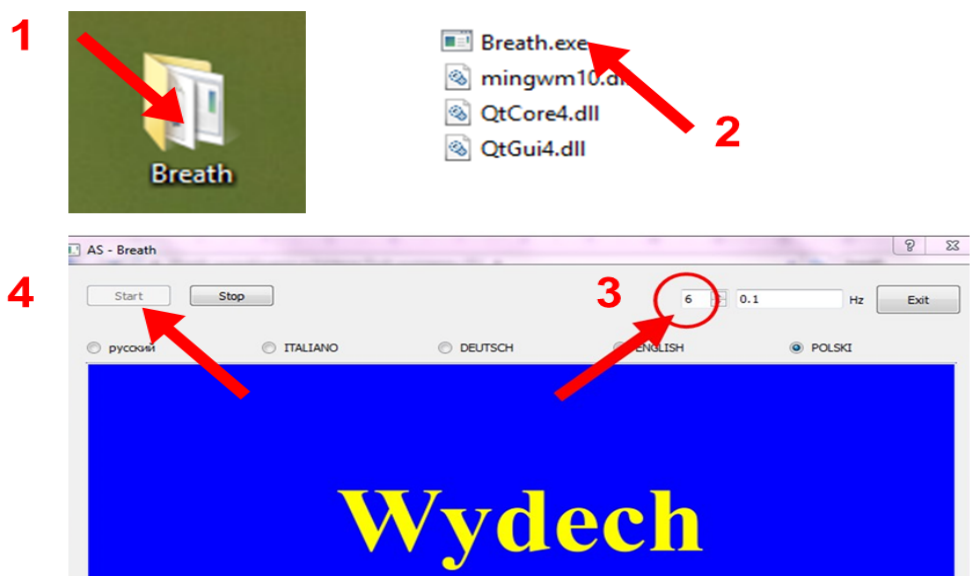 1
Breath
Breath.exe
mingwm10.dll
QtCore4.dll
QtGui4.dll
2
AS - Breath
4
Start Stop 3 6 0.1 Hz Exit
русский ITALIANO DEUTSCH ENGLISH POLSKI
Wydech